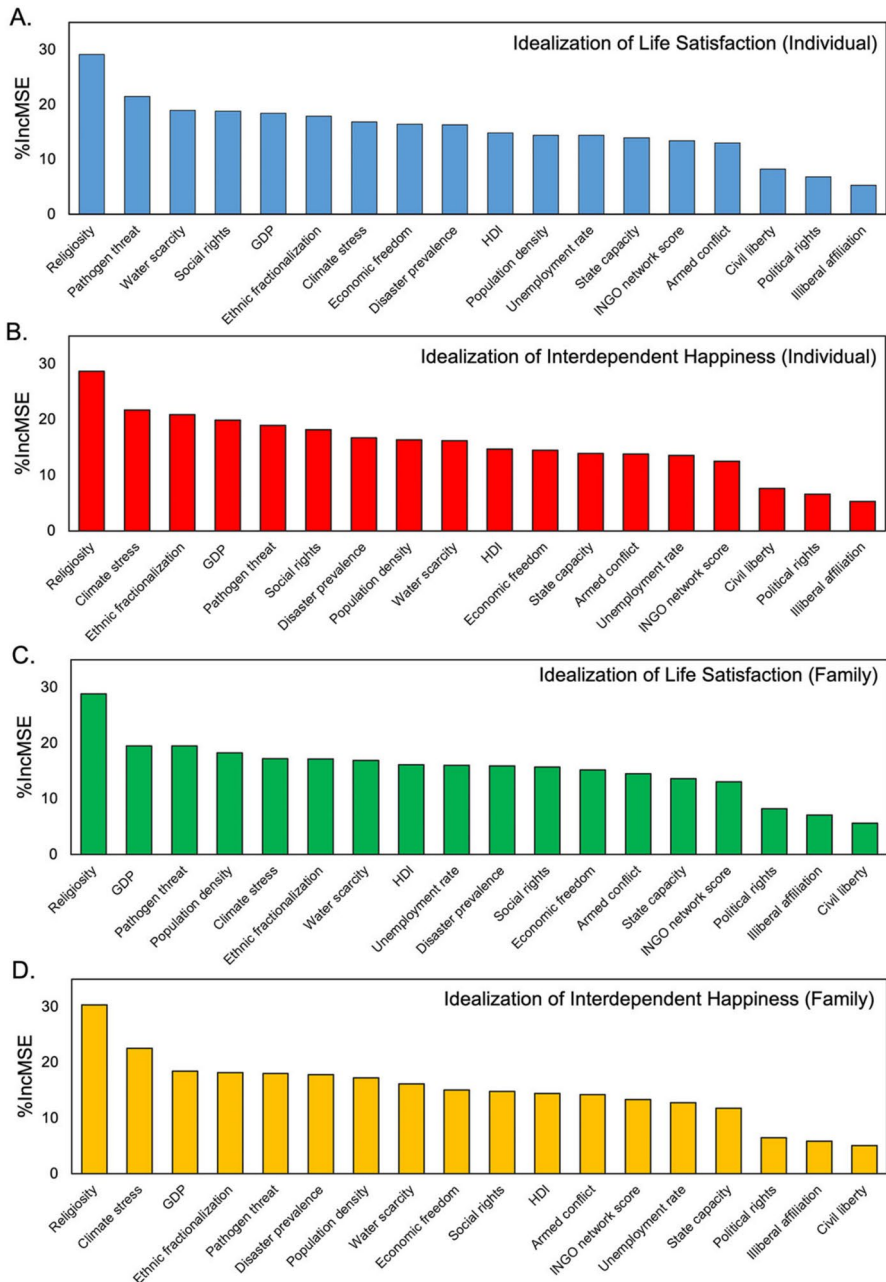 A.
Idealization of Life Satisfaction (Individual)
%IncMSE
30
20
10
0
Religiosity
Pathogen threat
Water scarcity
Social rights
GDP
Ethnic fractionalization
Climate stress
Economic freedom
Disaster prevalence
HDI
Population density
Unemployment rate
State capacity
INGO network score
Armed conflict
Civil liberty
Political rights
Illiberal affiliation
B.
Idealization of Interdependent Happiness (Individual)
%IncMSE
30
20
10
0
Religiosity
Climate stress
Ethnic fractionalization
GDP
Pathogen threat
Social rights
Disaster prevalence
Population density
Water scarcity
HDI
Economic freedom
State capacity
Armed conflict
Unemployment rate
INGO network score
Civil liberty
Political rights
Illiberal affiliation
C.
Idealization of Life Satisfaction (Family)
%IncMSE
30
20
10
0
Religiosity
GDP
Pathogen threat
Population density
Climate stress
Ethnic fractionalization
Water scarcity
HDI
Unemployment rate
Disaster prevalence
Social rights
Economic freedom
Armed conflict
State capacity
INGO network score
Political rights
Illiberal affiliation
Civil liberty
D.
Idealization of Interdependent Happiness (Family)
%IncMSE
30
20
10
0
Religiosity
Climate stress
GDP
Ethnic fractionalization
Pathogen threat
Disaster prevalence
Population density
Water scarcity
Economic freedom
Social rights
HDI
Armed conflict
INGO network score
Unemployment rate
State capacity
Political rights
Illiberal affiliation
Civil liberty